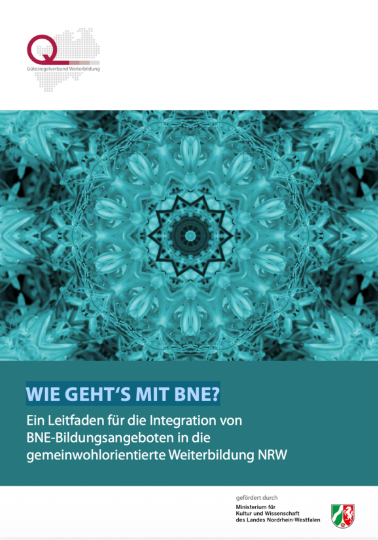 Q
Gütesiegelverbund Weiterbildung
WIE GEHT‘S MIT BNE?
Ein Leitfaden für die Integration von
BNE-Bildungsangeboten in die
gemeinwohlorientierte Weiterbildung NRW
gefördert durch
Ministerium für
Kultur und Wissenschaft
des Landes Nordrhein-Westfalen